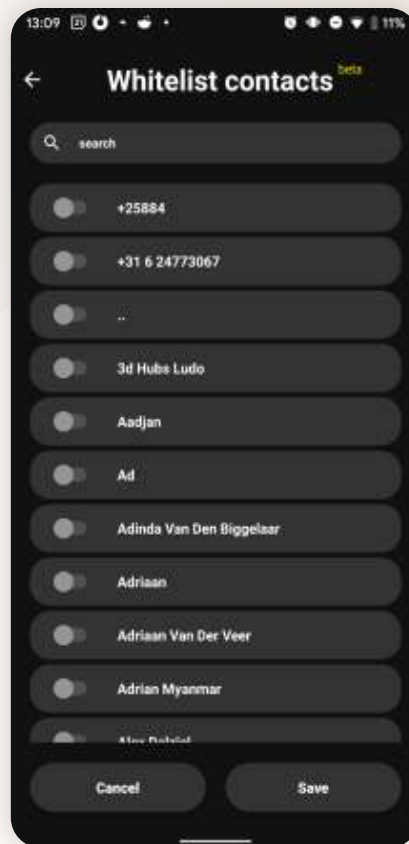 13:09 31 11%
Whitelist contacts beta
search
+25884
+31 6 24773067
..
3d Hubs Ludo
Aadjan
Ad
Adinda Van Den Biggelaar
Adriaan
Adriaan Van Der Veer
Adrian Myanmar
Cancel Save